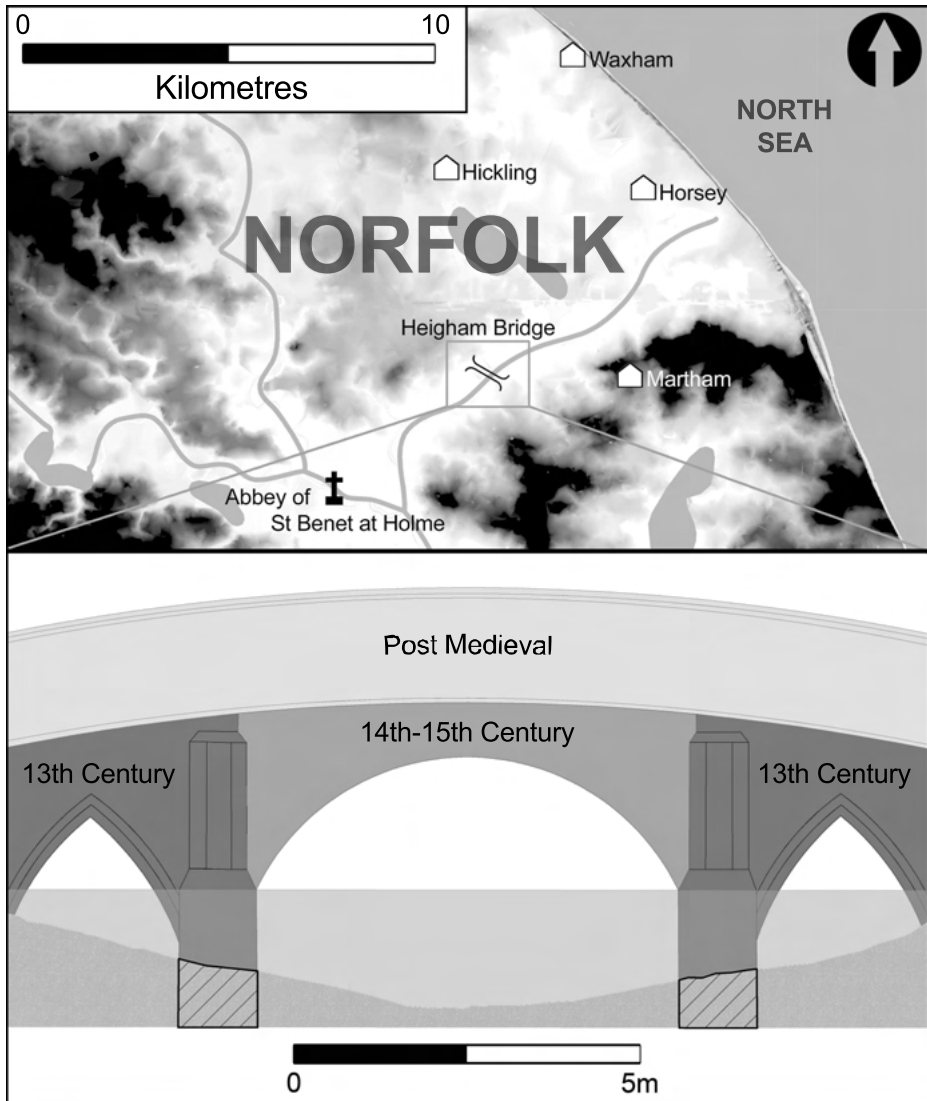 0 10
Kilometres
Waxham
NORTH
SEA
Hickling
Horsey
NORFOLK
Heigham Bridge
Martham
Abbey of
St Benet at Holme
Post Medieval
14th-15th Century
13th Century
13th Century
0 5m